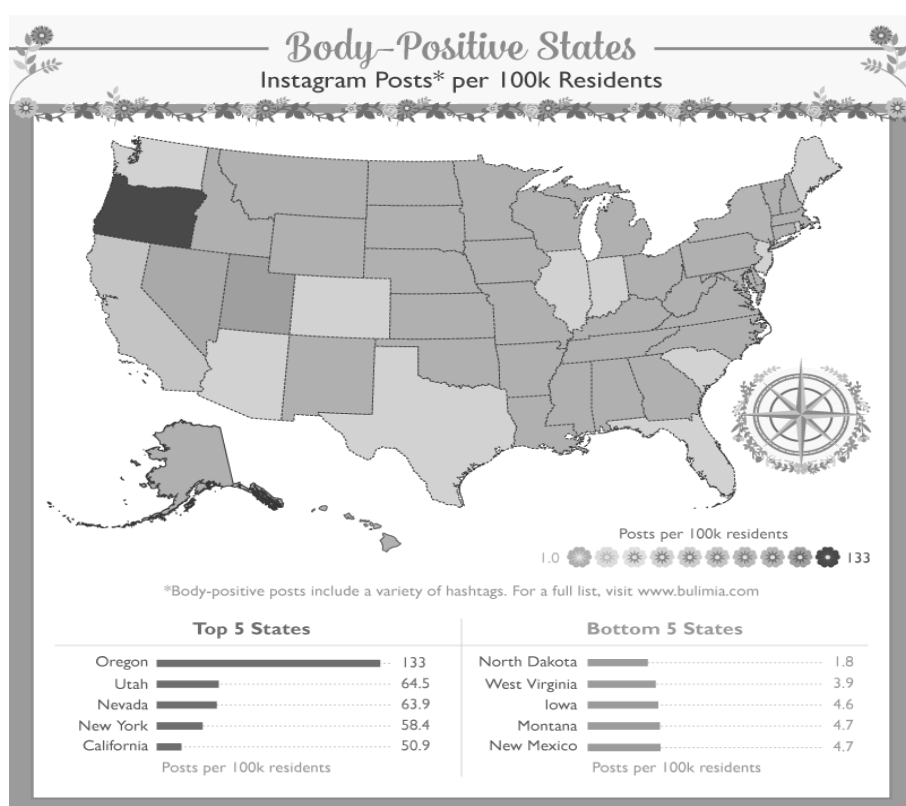 Body-Positive States
Instagram Posts* per 100k Residents
Posts per 100k residents
1.0 133
*Body-positive posts include a variety of hashtags. For a full list, visit www.bulimia.com
Top 5 States
Oregon 133
Utah 64.5
Nevada 63.9
New York 58.4
California 50.9
Posts per 100k residents
Bottom 5 States
North Dakota 1.8
West Virginia 3.9
Iowa 4.6
Montana 4.7
New Mexico 4.7
Posts per 100k residents